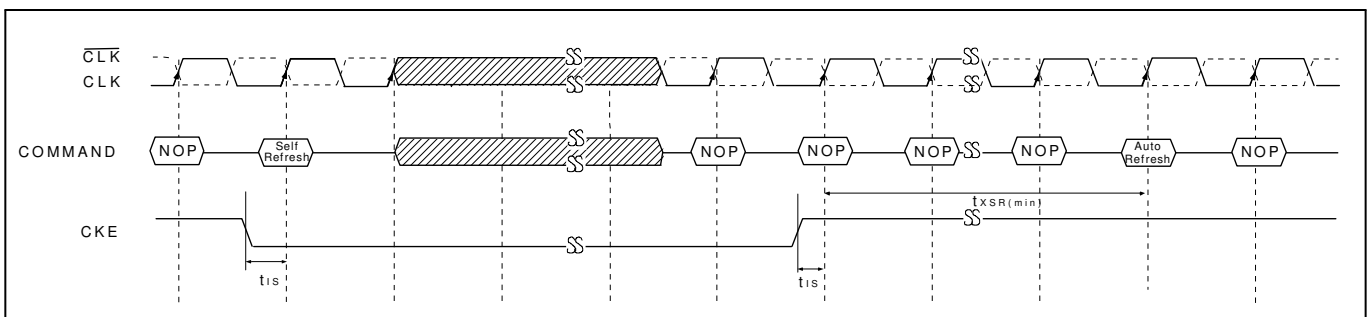 CLK
CLK
COMMAND NOP Self Refresh NOP NOP NOP NOP Auto Refresh NOP
tXSR(min)
CKE
tIS tIS